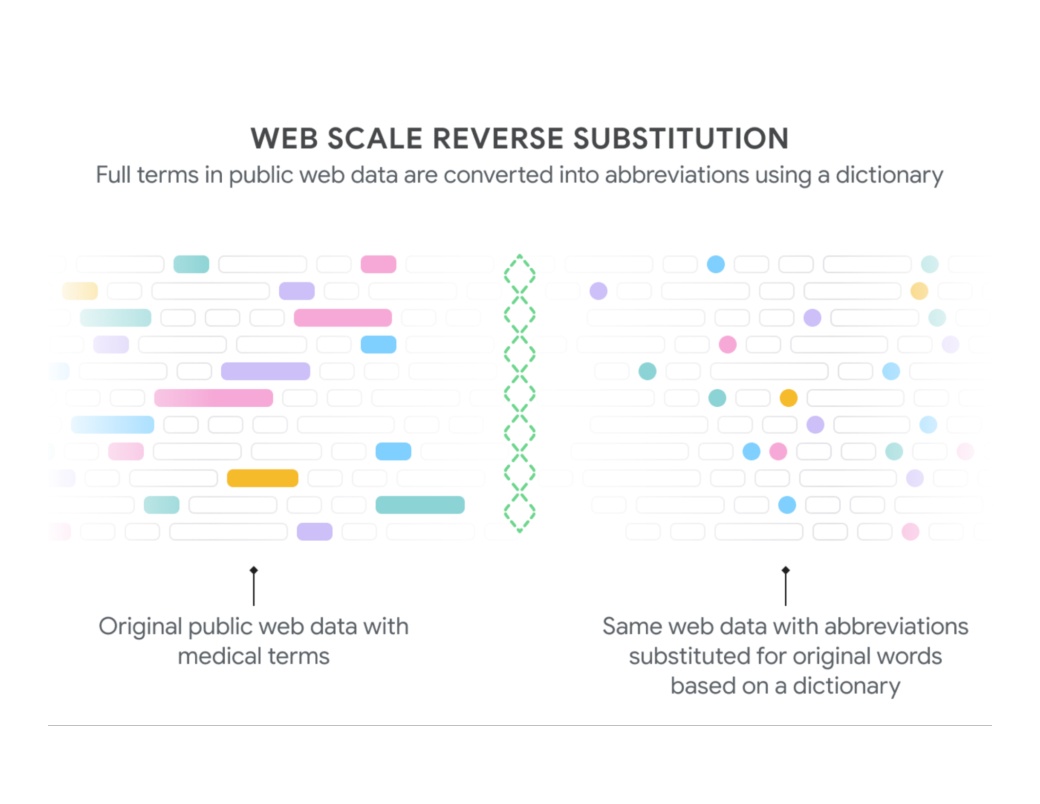 WEB SCALE REVERSE SUBSTITUTION
Full terms in public web data are converted into abbreviations using a dictionary
Original public web data with
medical terms
Same web data with abbreviations
substituted for original words
based on a dictionary